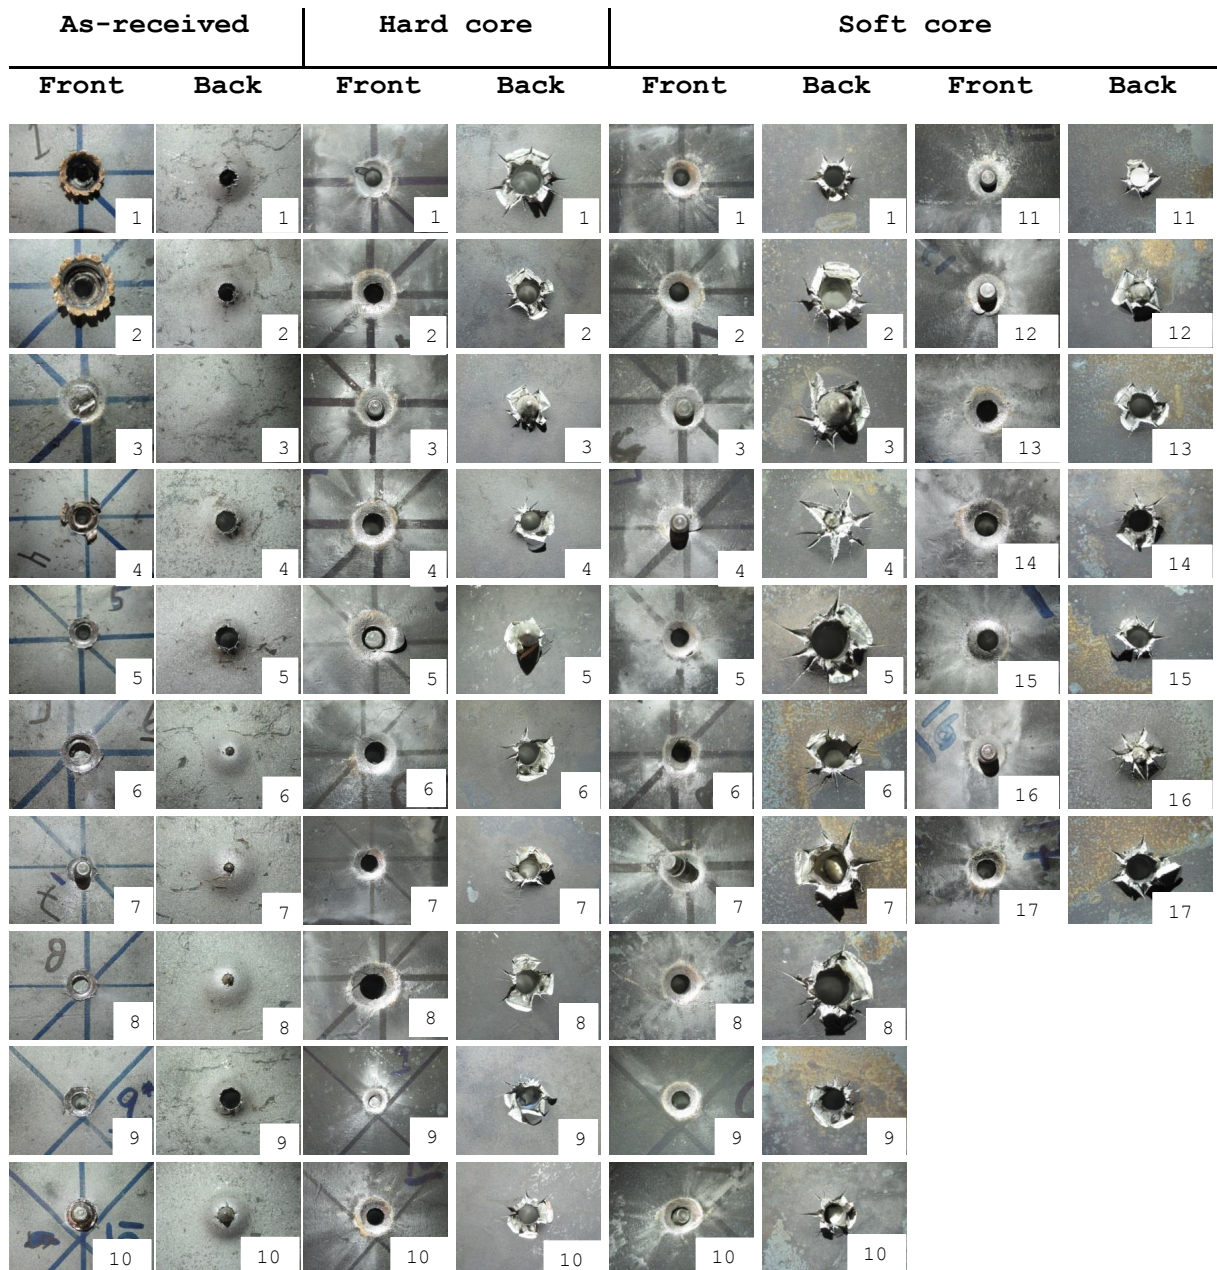 As-received Hard core Soft core
Front Back Front Back Front Back Front Back
1 1 1 1 1 1 11 11
2 2 2 2 2 2 12 12
3 3 3 3 3 3 13 13
4 4 4 4 4 4 14 14
5 5 5 5 5 5 15 15
6 6 6 6 6 6 16 16
7 7 7 7 7 7 17 17
8 8 8 8 8 8
9 9 9 9 9 9
10 10 10 10 10 10